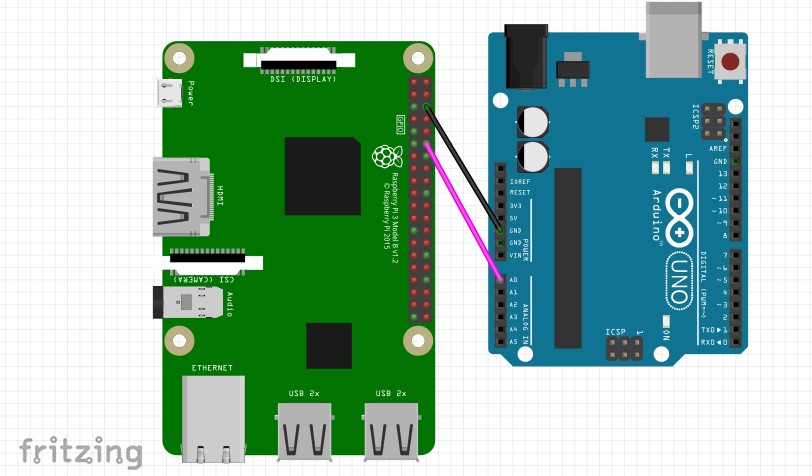 DSI (DISPLAY)
Power
HDMI
CSI (CAMERA)
Audio
ETHERNET
USB 2x
USB 2x
GPIO
Raspberry Pi 3 Model B v1.2
© Raspberry Pi 2015
RESET
ICSP2
IOREF
RESET
3V3
5V
GND
GND
VIN
POWER
A0
A1
A2
A3
A4
A5
ANALOG IN
TX
RX
L
Arduino™
UNO
ON
ICSP
1
AREF
GND
13
12
~11
~10
~9
8
7
~6
~5
4
~3
2
TXD▶1
RXD◀0
DIGITAL (PWM~)
fritzing